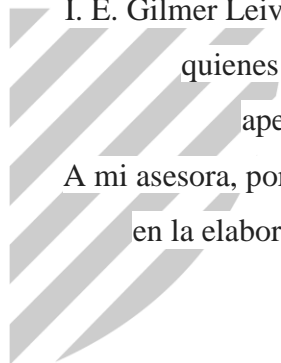 I. E. Gilmer Leiv
quienes
ape
A mi asesora, por
en la elabor